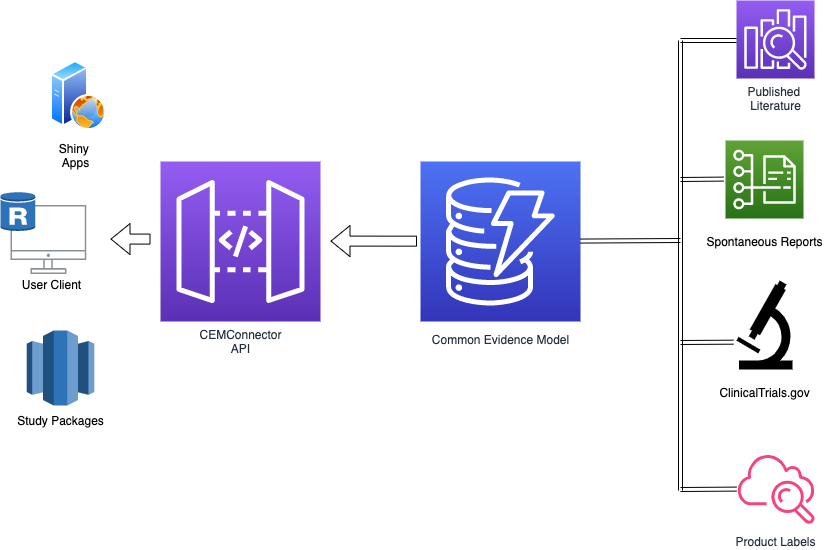 Published
Literature
Shiny
Apps
R
User Client
Study Packages
</>
CEMConnector
API
Common Evidence Model
Spontaneous Reports
ClinicalTrials.gov
Product Labels